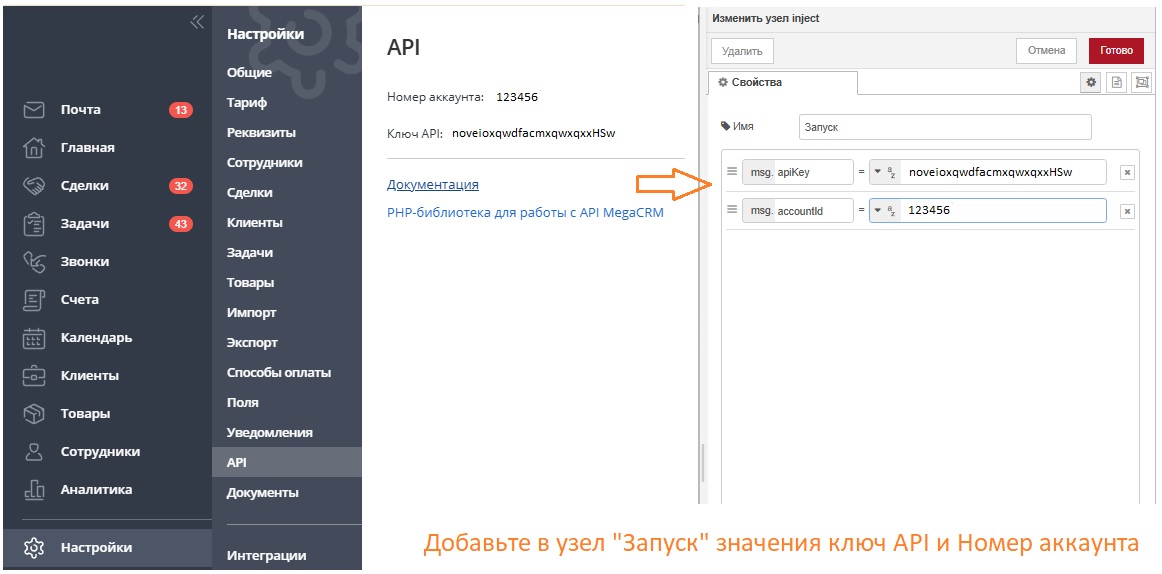 Почта 13
Главная
Сделки 32
Задачи 43
Звонки
Счета
Календарь
Клиенты
Товары
Сотрудники
Аналитика
Настройки
Настройки
Общие
Тариф
Реквизиты
Сотрудники
Сделки
Клиенты
Задачи
Товары
Импорт
Экспорт
Способы оплаты
Поля
Уведомления
API
Документы
Интеграции
API
Номер аккаунта: 123456
Ключ API: noveioxqwdfacmxqwxqxxHSw
Документация
PHP-библиотека для работы с API MegaCRM
Изменить узел inject
Удалить Отмена Готово
Свойства
Имя Запуск
msg. apiKey = a z noveioxqwdfacmxqwxqxxHSw
msg. accountId = a z 123456
Добавьте в узел "Запуск" значения ключ API и Номер аккаунта